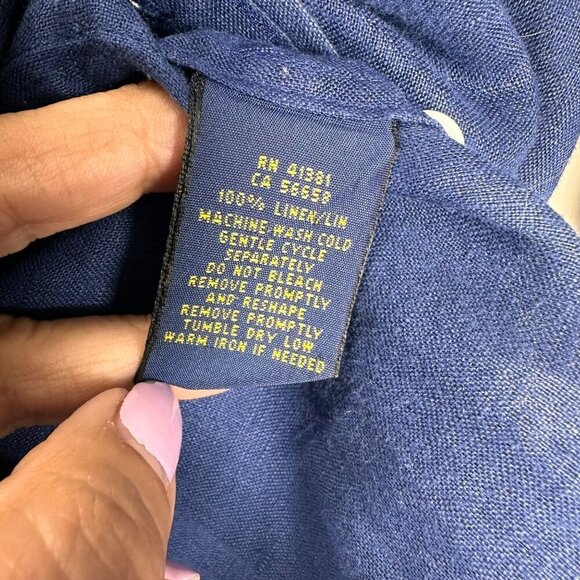 RN 41381
CA 56658
100% LINEN/LIN
MACHINE WASH COLD
GENTLE CYCLE
SEPARATELY
DO NOT BLEACH
REMOVE PROMPTLY
AND RESHAPE
REMOVE PROMPTLY
TUMBLE DRY LOW
WARM IRON IF NEEDED